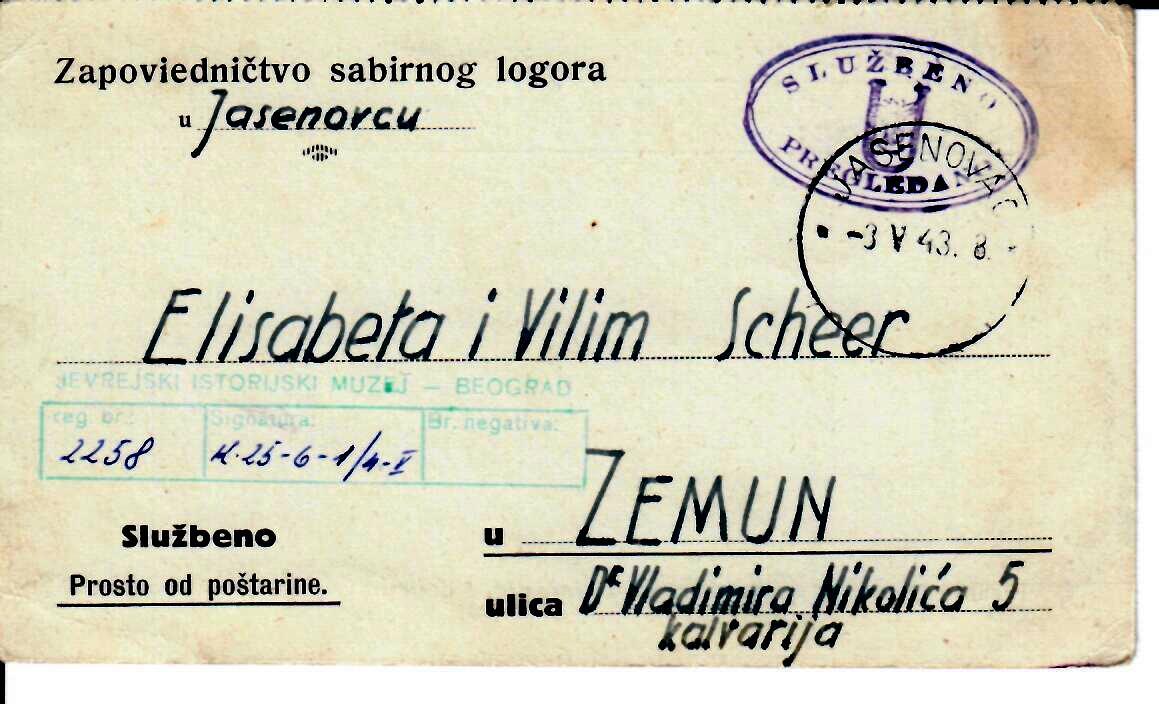 Zapoviedničtvo sabirnog logora
u Jasenovcu
SLUŽBENO
U
PREGLEDANO
JASENOVAC
-3 V 43. 8
Elisabeta i Vilim Scheer
JEVREJSKI ISTORIJSKI MUZEJ — BEOGRAD
reg br.: Signatura: Br. negativa:
2258 K.25-6-1/4-V
Službeno
Prosto od poštarine.
u ZEMUN
ulica Dr Vladimira Nikolića 5
kalvarija